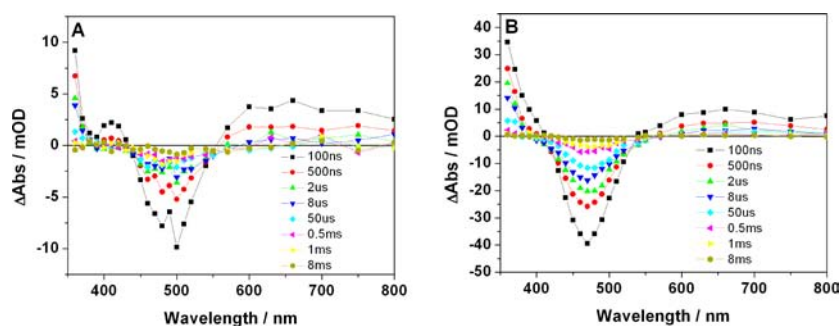 A
10
5
0
-5
-10
ΔAbs / mOD
100ns
500ns
2us
8us
50us
0.5ms
1ms
8ms
400 500 600 700 800
Wavelength / nm
B
40
30
20
10
0
-10
-20
-30
-40
-50
ΔAbs / mOD
100ns
500ns
2us
8us
50us
0.5ms
1ms
8ms
400 500 600 700 800
Wavelength / nm